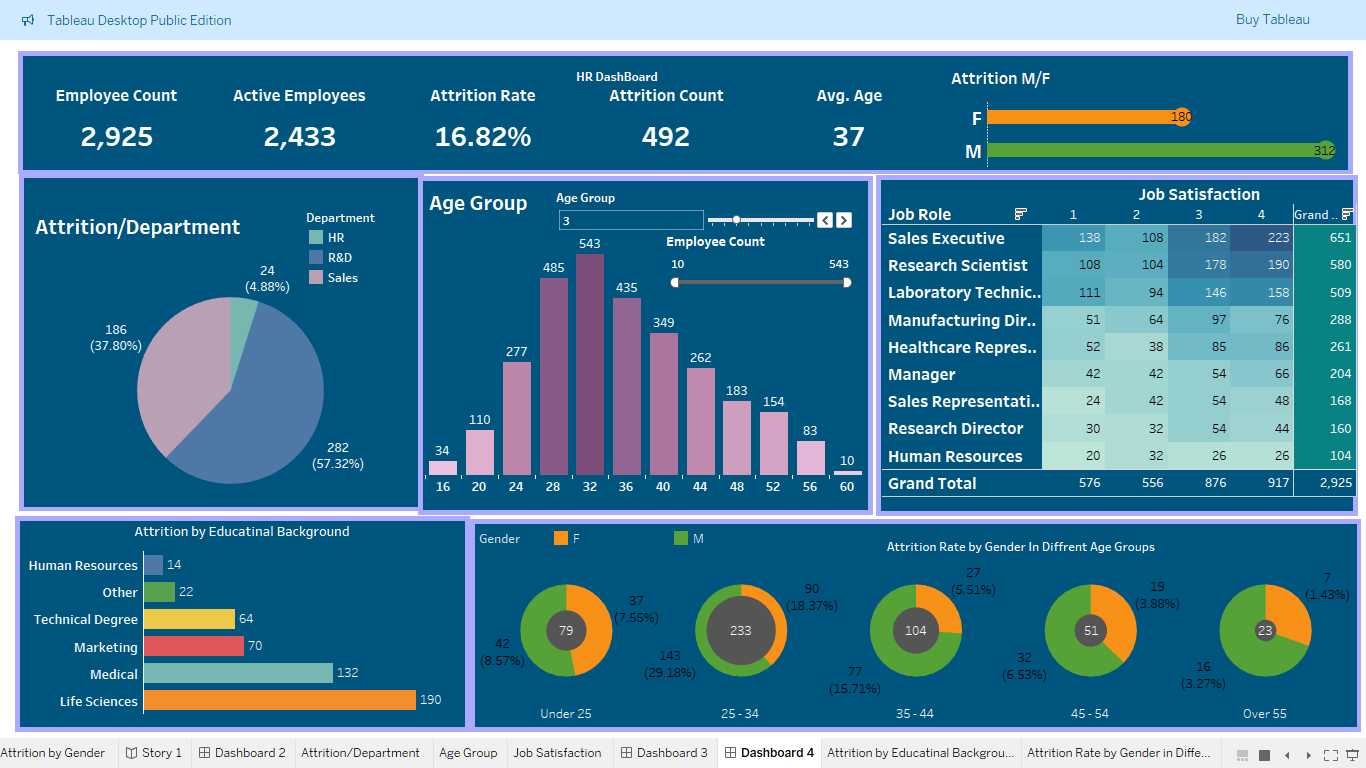 Tableau Desktop Public Edition
Buy Tableau
HR DashBoard
Employee Count
Active Employees
Attrition Rate
Attrition Count
Avg. Age
2,925
2,433
16.82%
492
37
Attrition M/F
F
180
M
312
Attrition/Department
Department
HR
R&D
Sales
24
(4.88%)
186
(37.80%)
282
(57.32%)
Age Group
Age Group
3
Employee Count
10
543
34
110
277
485
543
435
349
262
183
154
83
10
16 20 24 28 32 36 40 44 48 52 56 60
Job Satisfaction
Job Role 1 2 3 4 Grand ..
Sales Executive 138 108 182 223 651
Research Scientist 108 104 178 190 580
Laboratory Technic.. 111 94 146 158 509
Manufacturing Dir.. 51 64 97 76 288
Healthcare Repres.. 52 38 85 86 261
Manager 42 42 54 66 204
Sales Representati.. 24 42 54 48 168
Research Director 30 32 54 44 160
Human Resources 20 32 26 26 104
Grand Total 576 556 876 917 2,925
Attrition by Educatinal Background
Human Resources 14
Other 22
Technical Degree 64
Marketing 70
Medical 132
Life Sciences 190
Gender
F
M
Attrition Rate by Gender In Diffrent Age Groups
37
(7.55%)
79
42
(8.57%)
Under 25
90
(18.37%)
233
143
(29.18%)
25 - 34
27
(5.51%)
104
77
(15.71%)
35 - 44
19
(3.88%)
51
32
(6.53%)
45 - 54
7
(1.43%)
23
16
(3.27%)
Over 55
Attrition by Gender
Story 1
Dashboard 2
Attrition/Department
Age Group
Job Satisfaction
Dashboard 3
Dashboard 4
Attrition by Educatinal Backgrou...
Attrition Rate by Gender in Diffe...